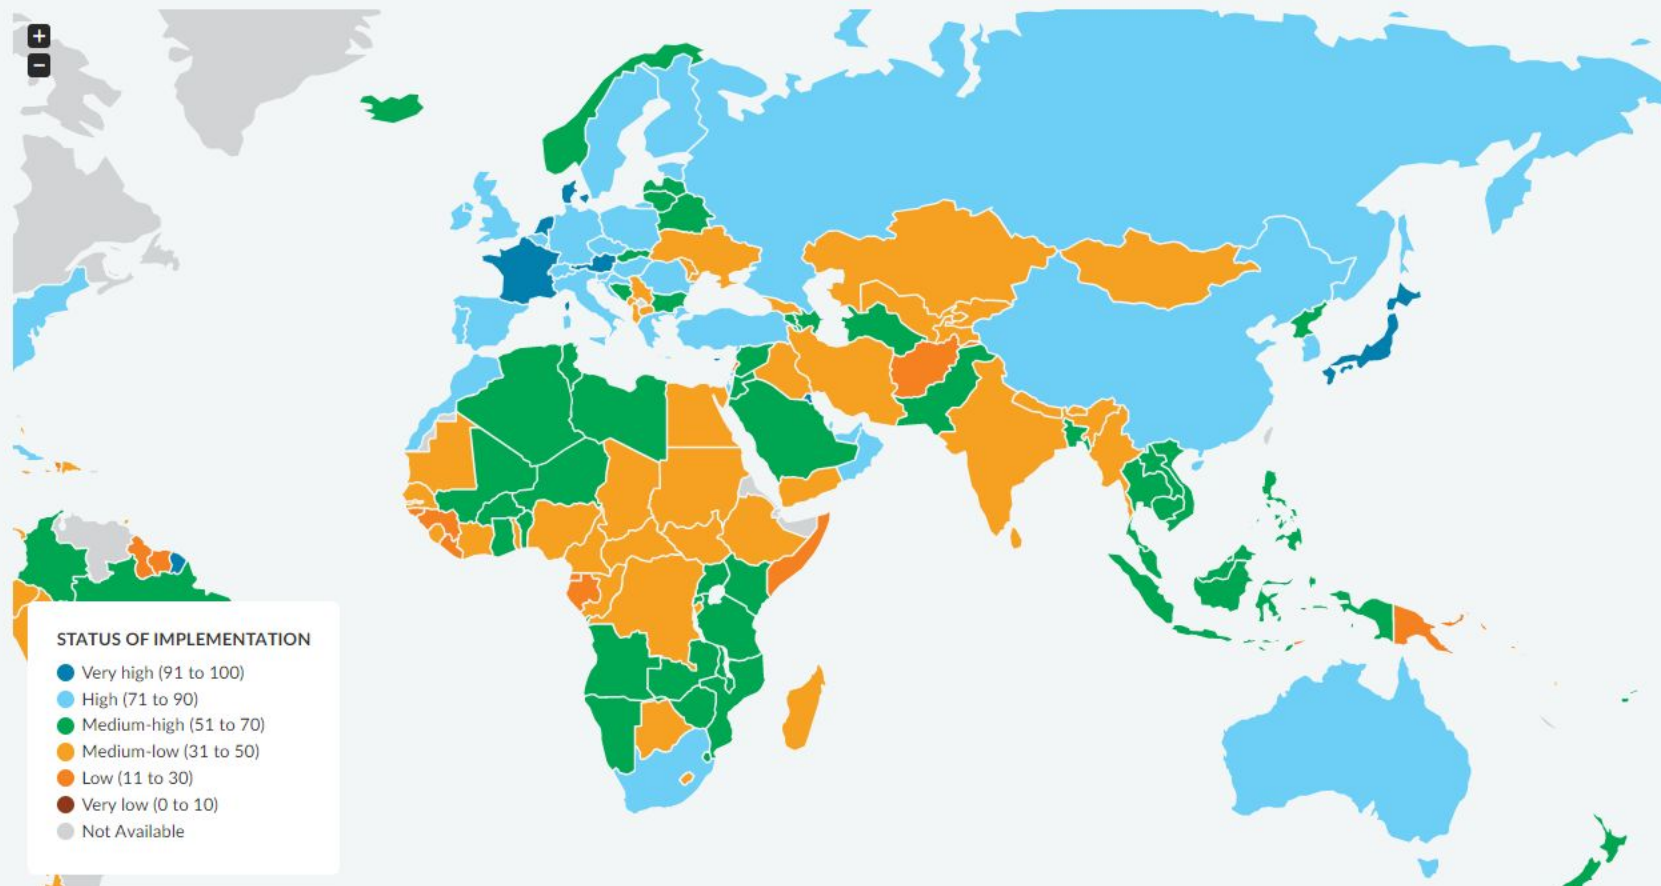 +
−
STATUS OF IMPLEMENTATION
Very high (91 to 100)
High (71 to 90)
Medium-high (51 to 70)
Medium-low (31 to 50)
Low (11 to 30)
Very low (0 to 10)
Not Available